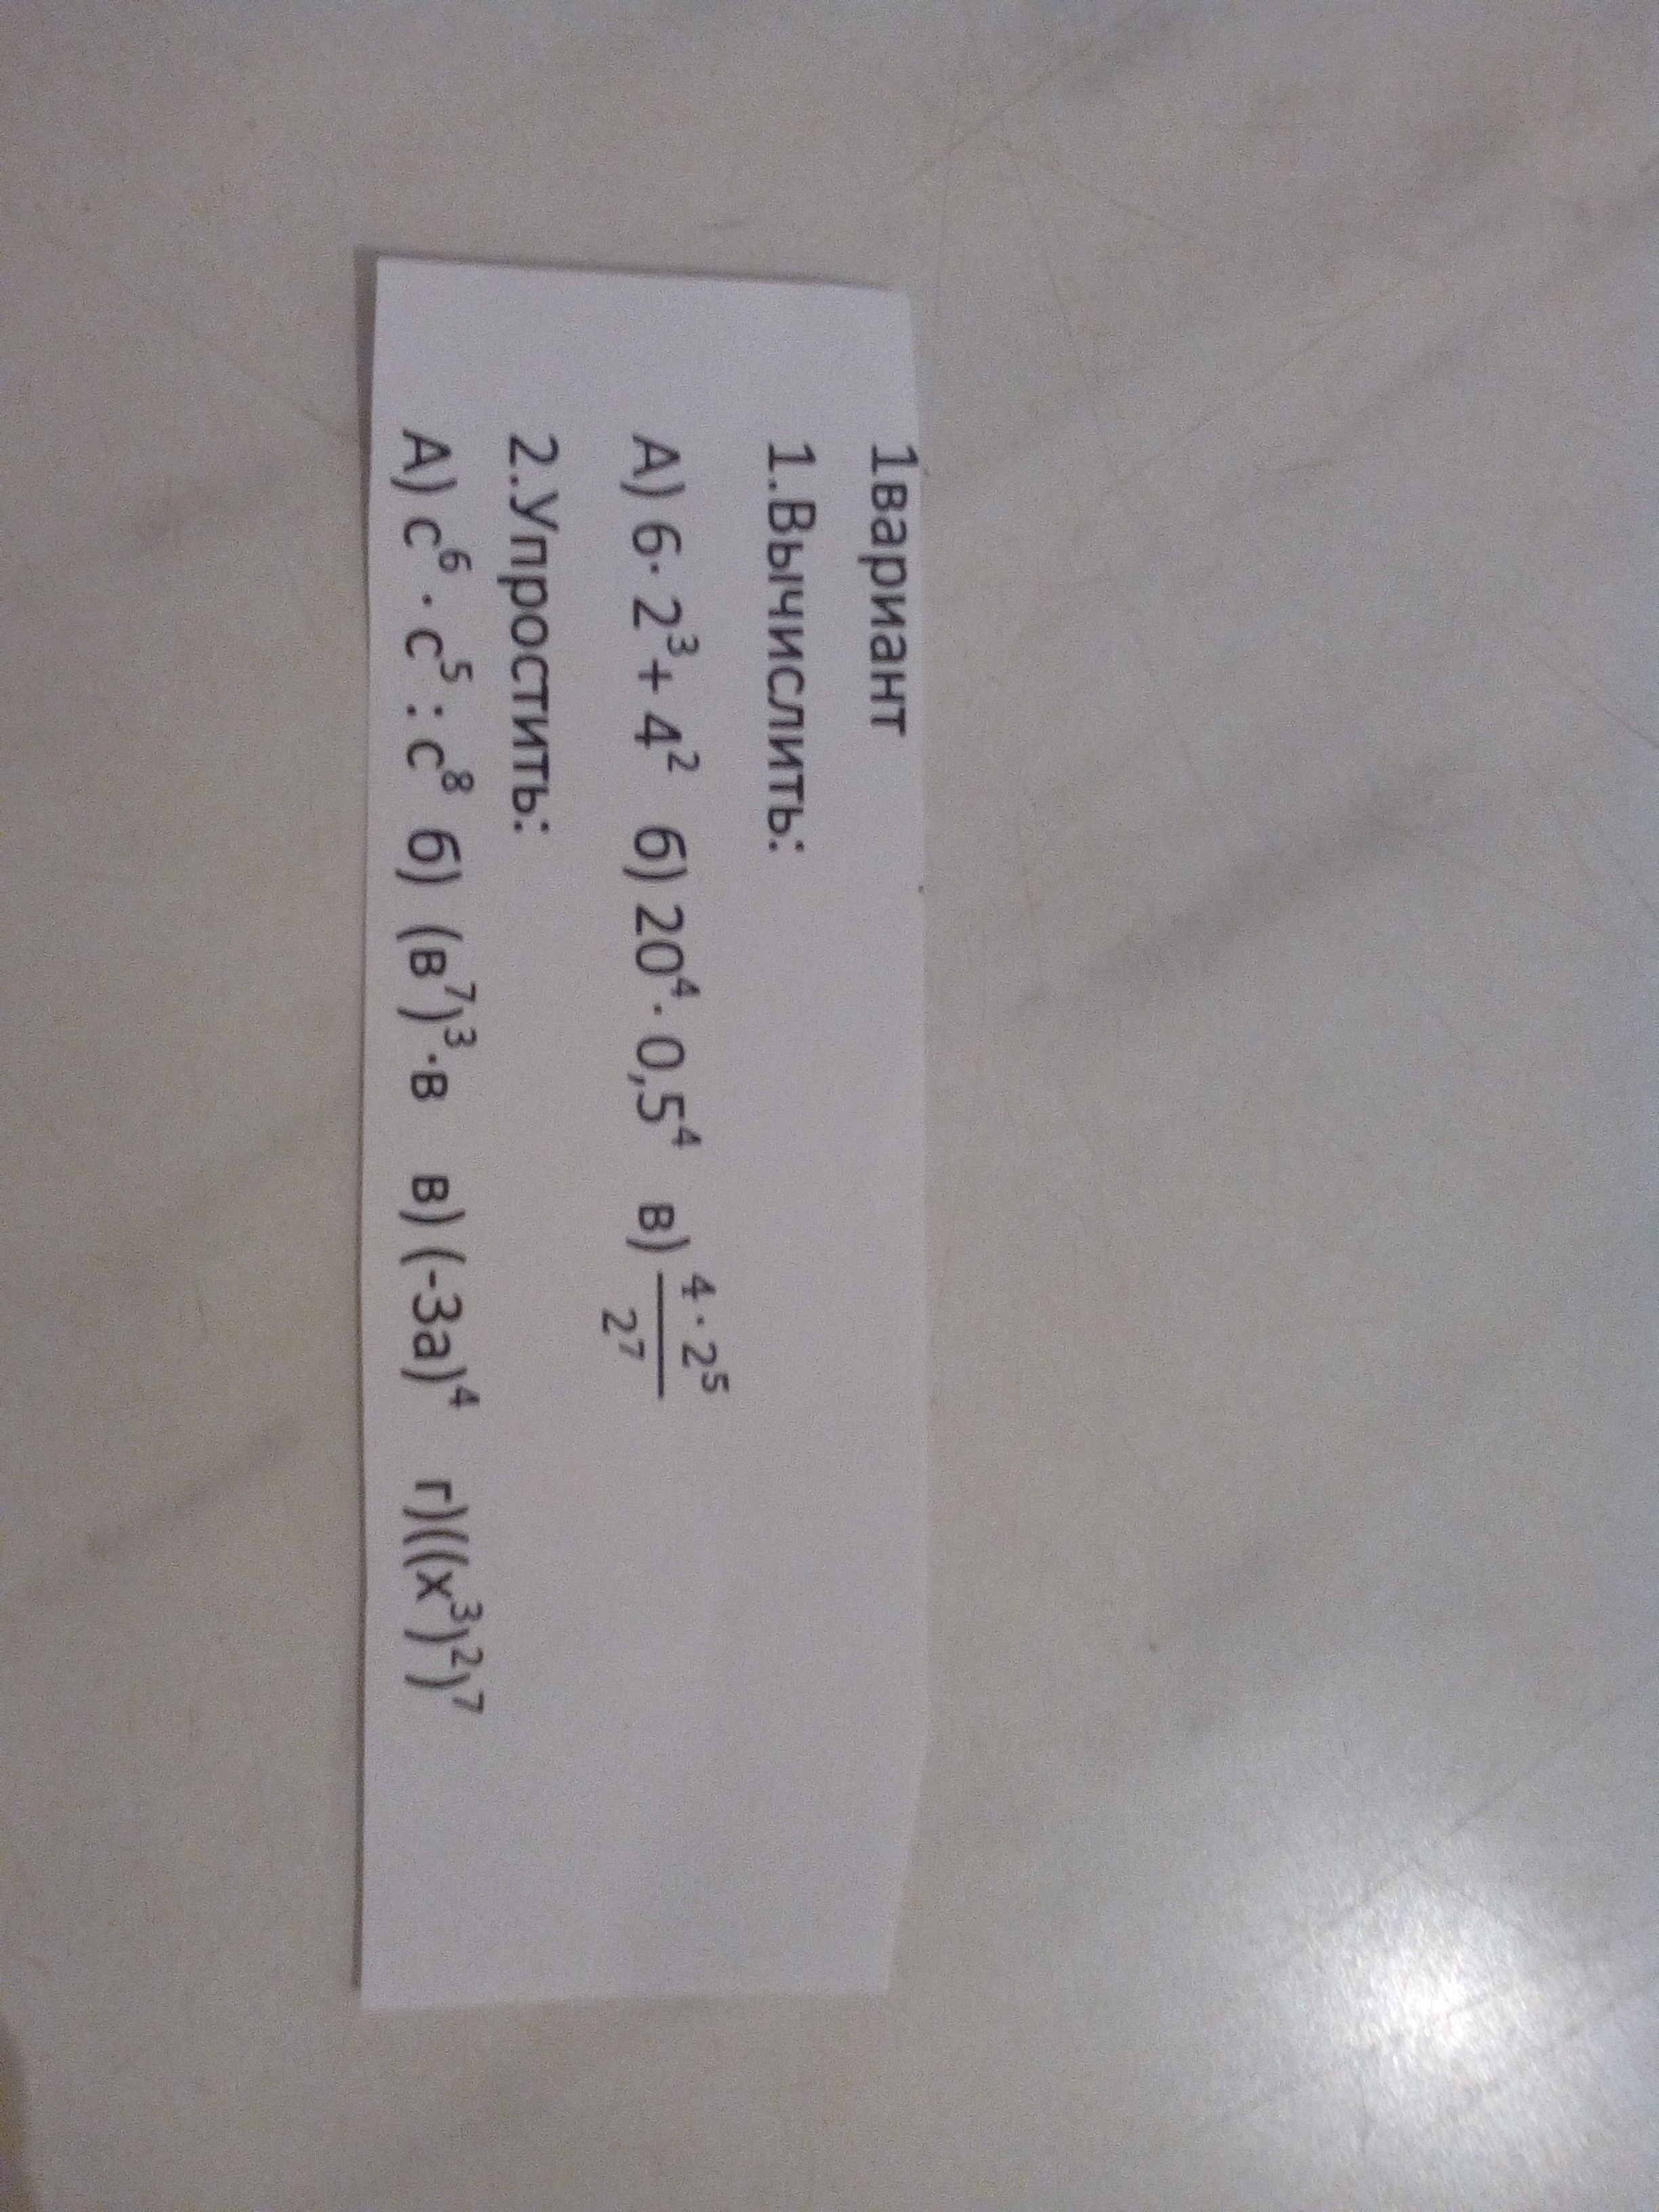 1вариант
1.Вычислить:
А) 6· 2³+ 4² б) 20⁴· 0,5⁴ в) (4·2⁵)/2⁷
2.Упростить:
А) с⁶ · с⁵ : с⁸ б) (в⁷)³·в в) (-3а)⁴ г)((х³)²)⁷